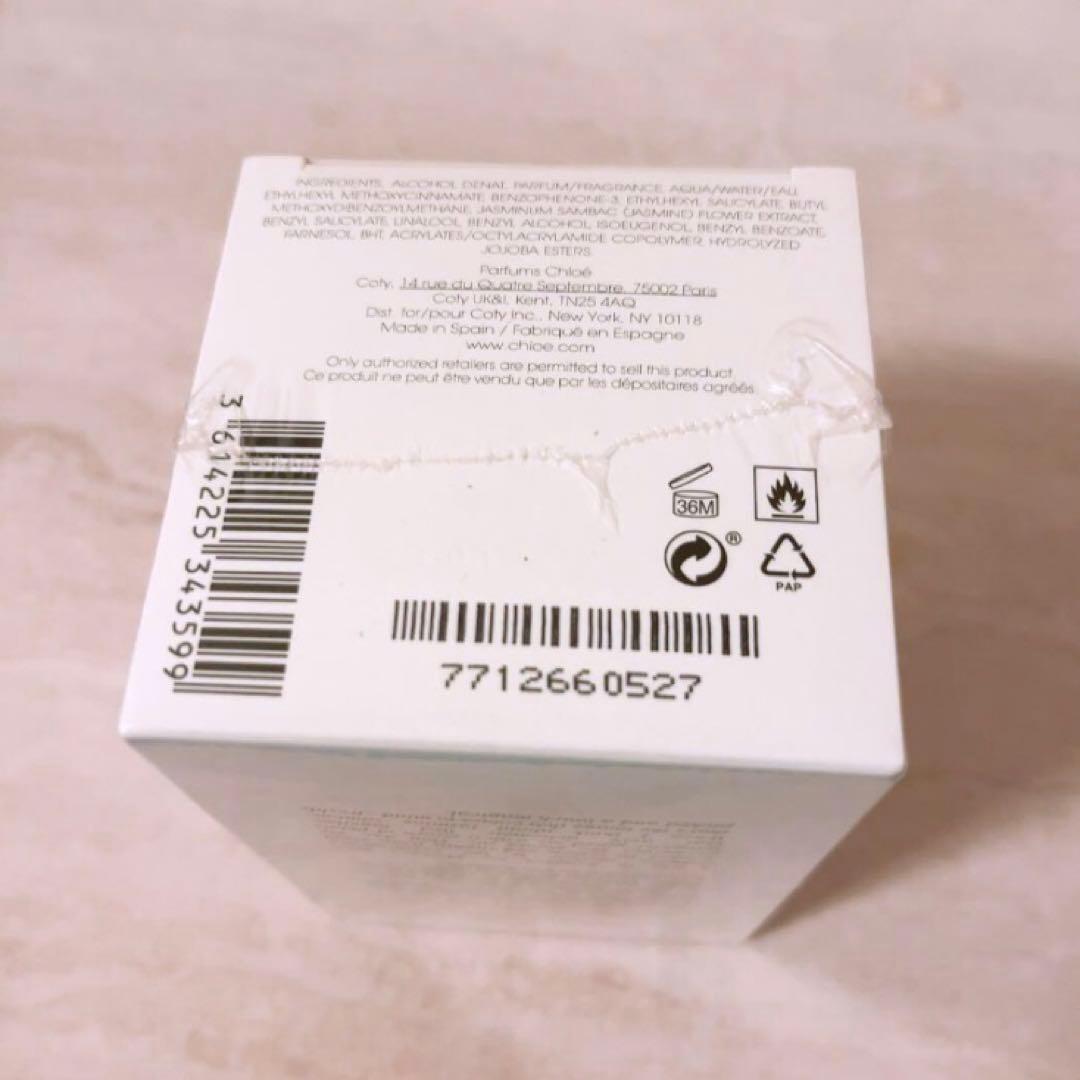 INGREDIENTS: ALCOHOL DENAT, PARFUM/FRAGRANCE, AQUA/WATER/EAU,
ETHYLHEXYL METHOXYCINNAMATE, BENZOPHENONE-3, ETHYLHEXYL SALICYLATE, BUTYL
METHOXYDIBENZOYLMETHANE, JASMINUM SAMBAC (JASMINE) FLOWER EXTRACT,
BENZYL SALICYLATE, LINALOOL, BENZYL ALCOHOL, ISOEUGENOL, BENZYL BENZOATE,
FARNESOL, BHT, ACRYLATES/OCTYLACRYLAMIDE COPOLYMER, HYDROLYZED
JOJOBA ESTERS.
Parfums Chloé
Coty, 14 rue du Quatre Septembre, 75002 Paris
Coty UK&I, Kent, TN25 4AQ
Dist. for/pour Coty Inc., New York, NY 10118
Made in Spain / Fabriqué en Espagne
www.chloe.com
Only authorized retailers are permitted to sell this product
Ce produit ne peut être vendu que par les dépositaires agréés
3 614225 343599
36M
®
PAP
7712660527